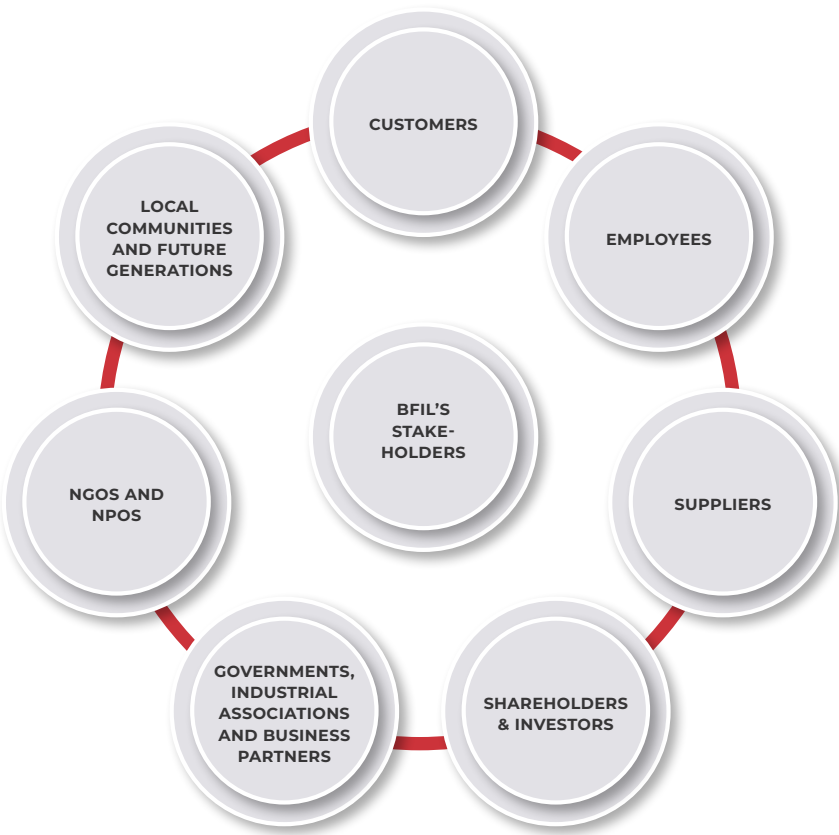 CUSTOMERS
EMPLOYEES
SUPPLIERS
SHAREHOLDERS
& INVESTORS
GOVERNMENTS,
INDUSTRIAL
ASSOCIATIONS
AND BUSINESS
PARTNERS
NGOS AND
NPOS
LOCAL
COMMUNITIES
AND FUTURE
GENERATIONS
BFIL'S
STAKE-
HOLDERS